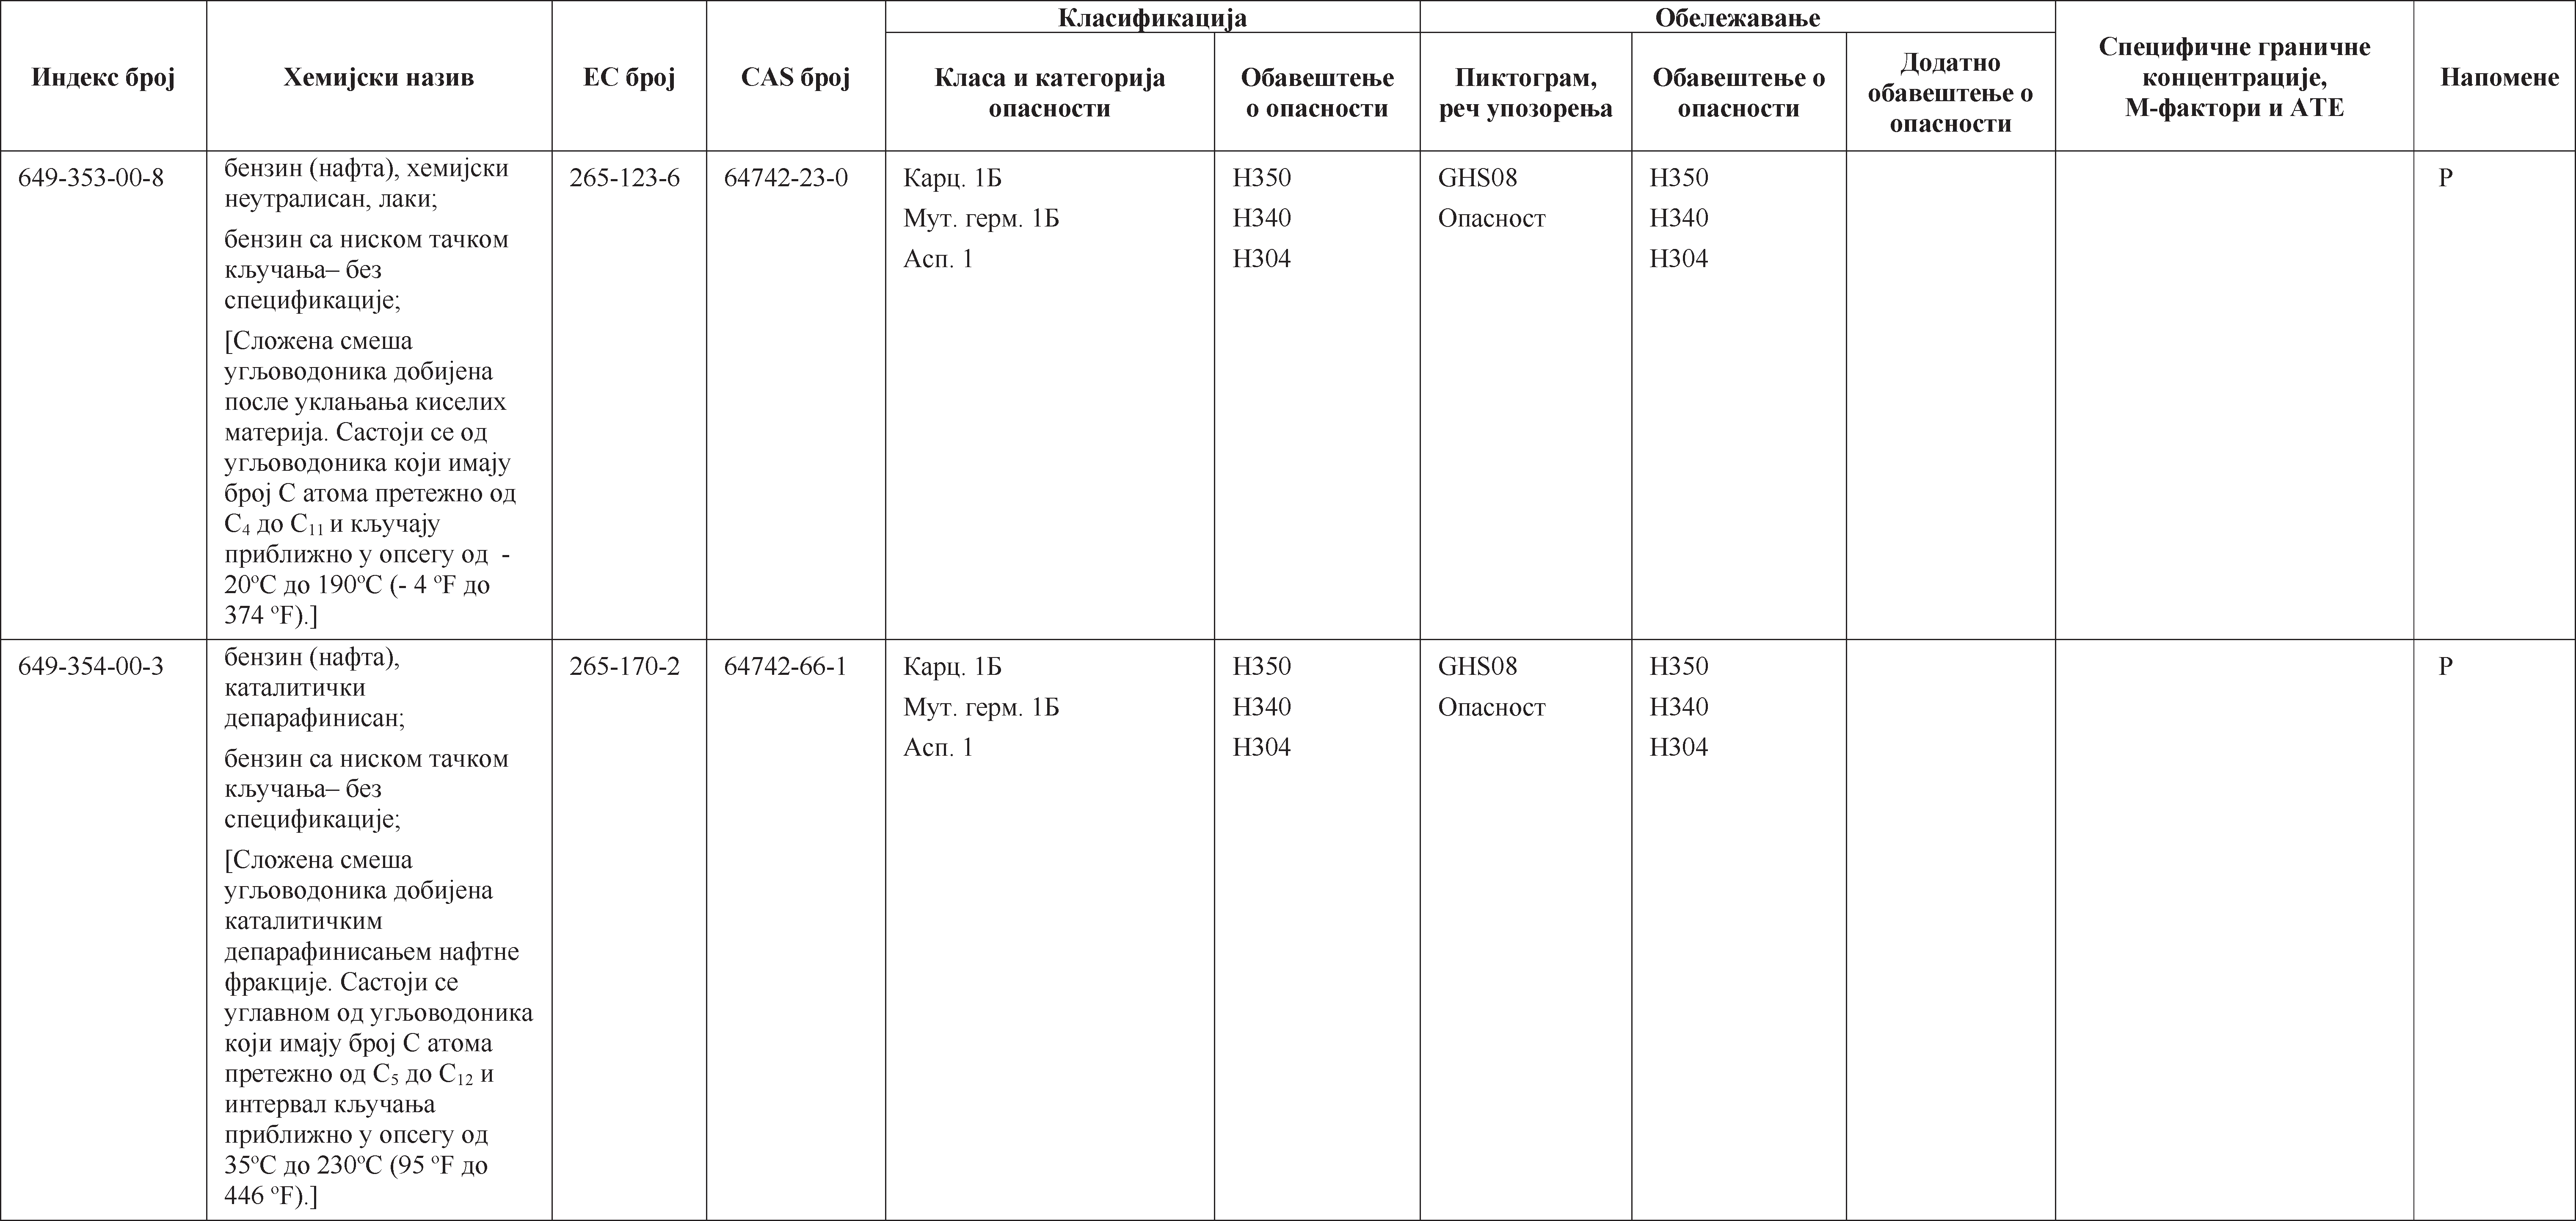 Класификација
Обележавање
Индекс број
Хемијски назив
ЕС број
CAS број
Класа и категорија
опасности
Обавештење
о опасности
Пиктограм,
реч упозорења
Обавештење о
опасности
Додатно
обавештење о
опасности
Специфичне граничне
концентрације,
М-фактори и АТЕ
Напомене
649-353-00-8
бензин (нафта), хемијски
неутралисан, лаки;
бензин са ниском тачком
кључања– без
спецификације;
[Сложена смеша
угљоводоника добијена
после уклањања киселих
материја. Састоји се од
угљоводоника који имају
број С атома претежно од
C4 до C11 и кључају
приближно у опсегу од -
20ºC до 190ºC (- 4 ºF до
374 ºF).]
265-123-6
64742-23-0
Карц. 1Б
Мут. герм. 1Б
Асп. 1
H350
H340
H304
GHS08
Опасност
H350
H340
H304
P
649-354-00-3
бензин (нафта),
каталитички
депарафинисан;
бензин са ниском тачком
кључања– без
спецификације;
[Сложена смеша
угљоводоника добијена
каталитичким
депарафинисањем нафтне
фракције. Састоји се
углавном од угљоводоника
који имају број С атома
претежно од C5 до C12 и
интервал кључања
приближно у опсегу од
35ºC до 230ºC (95 ºF до
446 ºF).]
265-170-2
64742-66-1
Карц. 1Б
Мут. герм. 1Б
Асп. 1
H350
H340
H304
GHS08
Опасност
H350
H340
H304
P